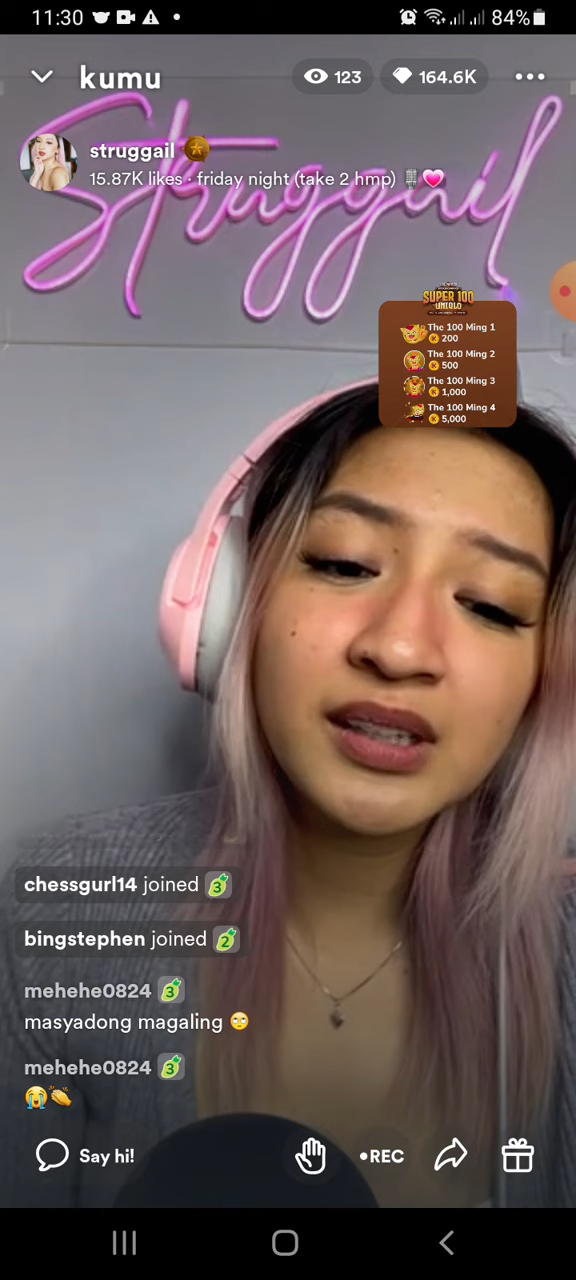 11:30
84%
kumu
123
164.6K
Struggail
struggail
15.87K likes · friday night (take 2 hmp) 🎙️💗
SUPER 100
The 100 Ming 1
200
The 100 Ming 2
500
The 100 Ming 3
1,000
The 100 Ming 4
5,000
chessgurl14 joined 3
bingstephen joined 2
mehehe0824 3
masyadong magaling 🙄
mehehe0824 3
😭👏
Say hi!
•REC